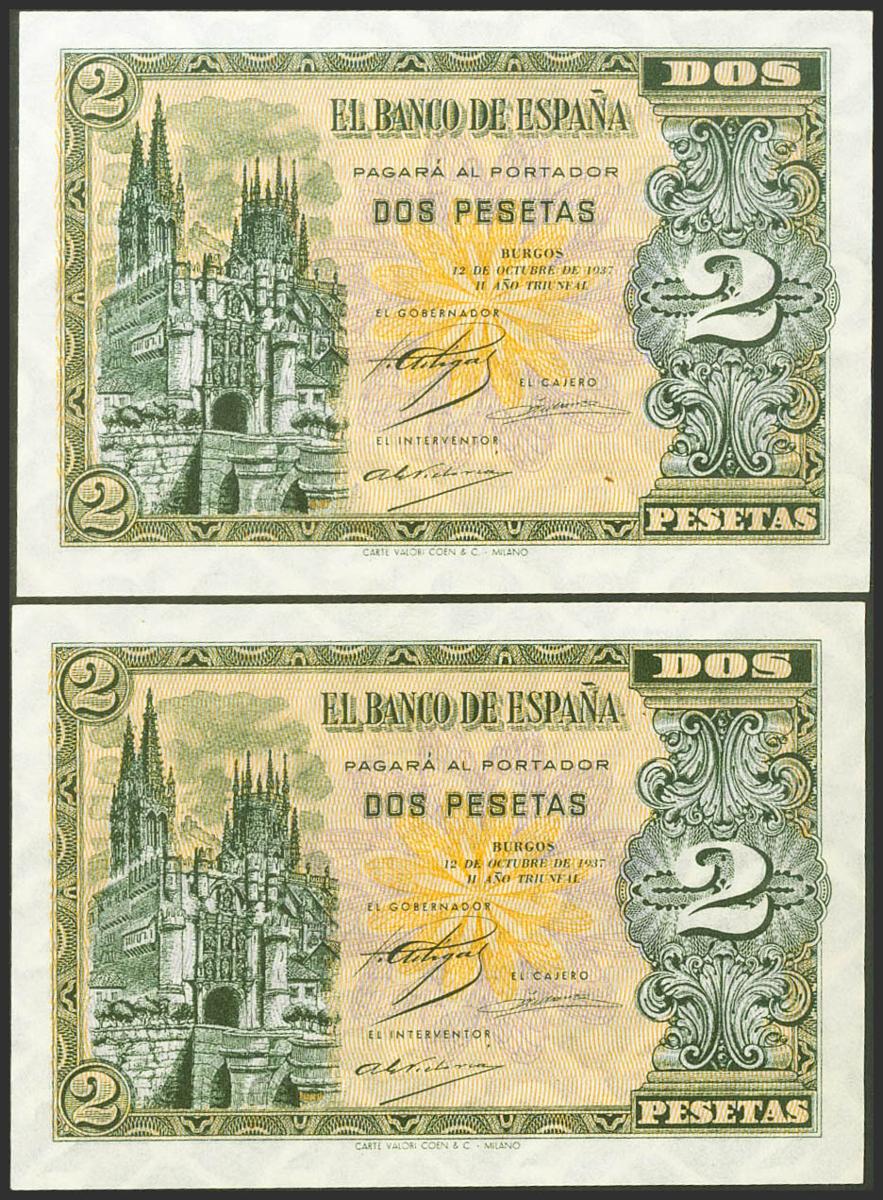 2
DOS
EL BANCO DE ESPAÑA
PAGARÁ AL PORTADOR
DOS PESETAS
BURGOS
12 DE OCTUBRE DE 1937
II AÑO TRIUNFAL
2
EL GOBERNADOR
EL CAJERO
EL INTERVENTOR
2
PESETAS
CARTE VALORI COEN & C. - MILANO
2
DOS
EL BANCO DE ESPAÑA
PAGARÁ AL PORTADOR
DOS PESETAS
BURGOS
12 DE OCTUBRE DE 1937
II AÑO TRIUNFAL
2
EL GOBERNADOR
EL CAJERO
EL INTERVENTOR
2
PESETAS
CARTE VALORI COEN & C. - MILANO